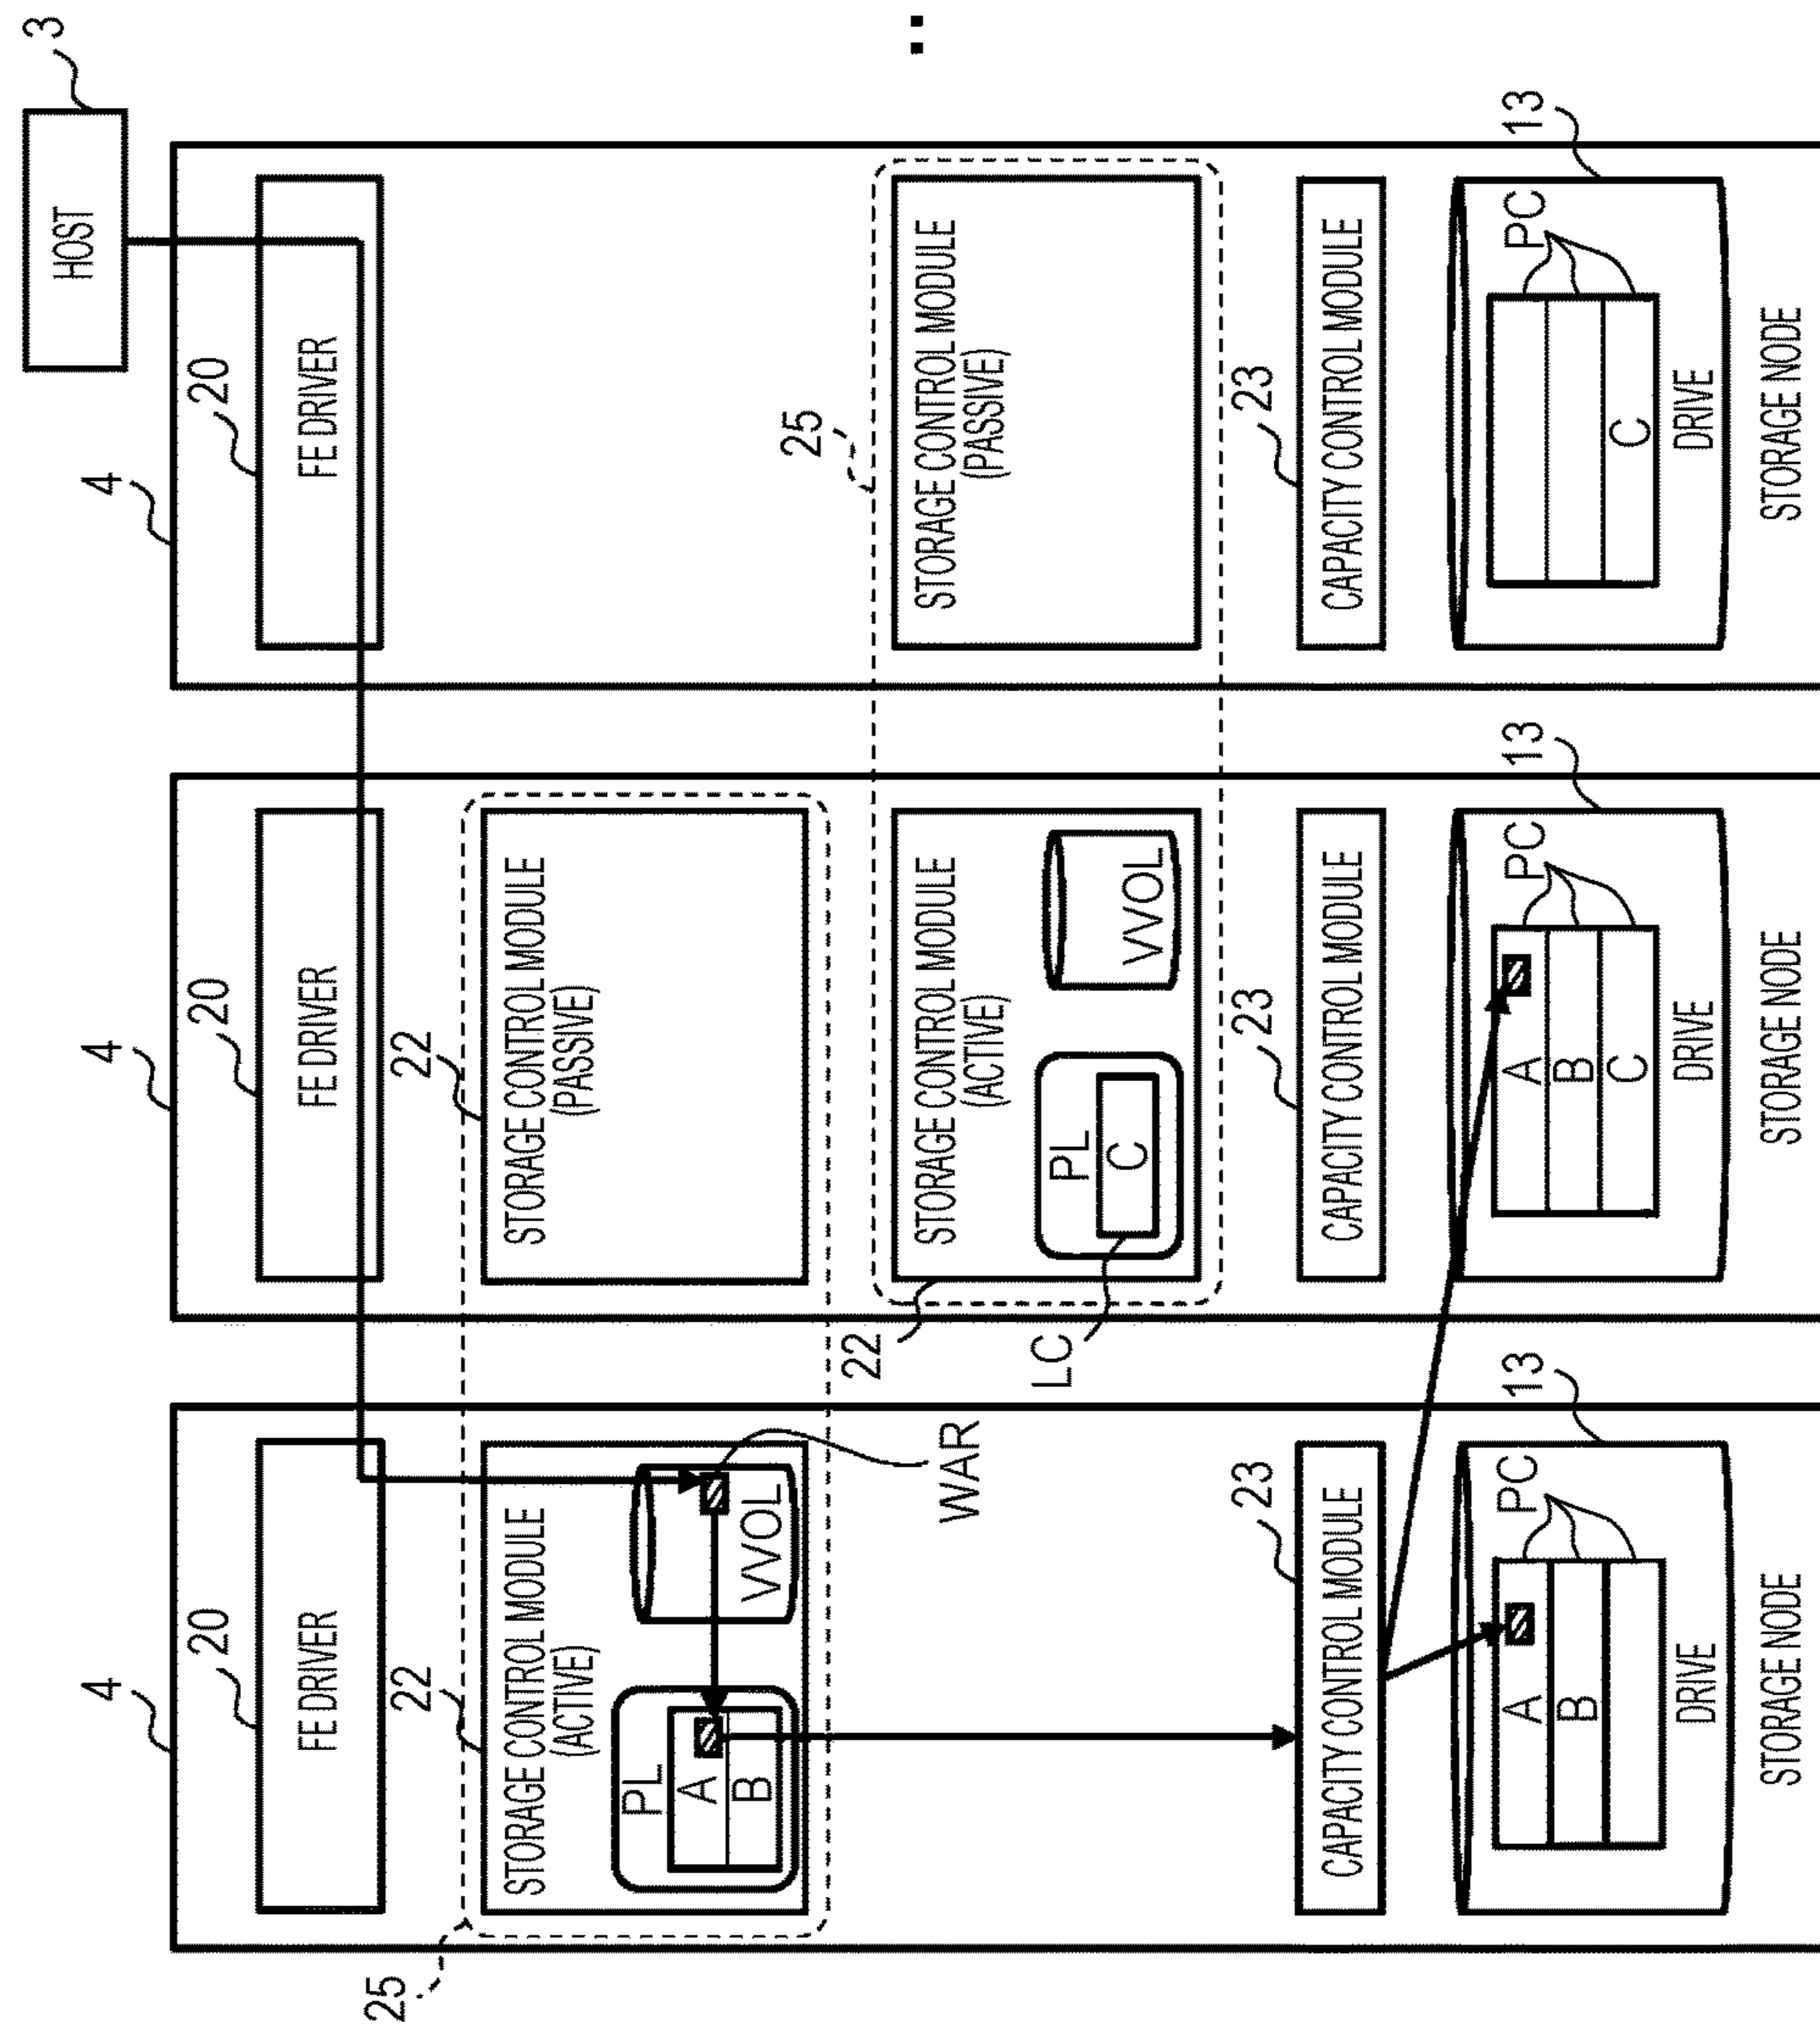 3
HOST
4
4
4
20
20
20
FE DRIVER
FE DRIVER
FE DRIVER
25
22
22
STORAGE CONTROL MODULE
(ACTIVE)
STORAGE CONTROL MODULE
(PASSIVE)
PL
A
B
VVOL
WAR
25
22
STORAGE CONTROL MODULE
(ACTIVE)
STORAGE CONTROL MODULE
(PASSIVE)
LC
PL
C
VVOL
23
23
23
CAPACITY CONTROL MODULE
CAPACITY CONTROL MODULE
CAPACITY CONTROL MODULE
13
PC
A
B
DRIVE
STORAGE NODE
13
PC
A
B
C
DRIVE
STORAGE NODE
13
PC
C
DRIVE
STORAGE NODE